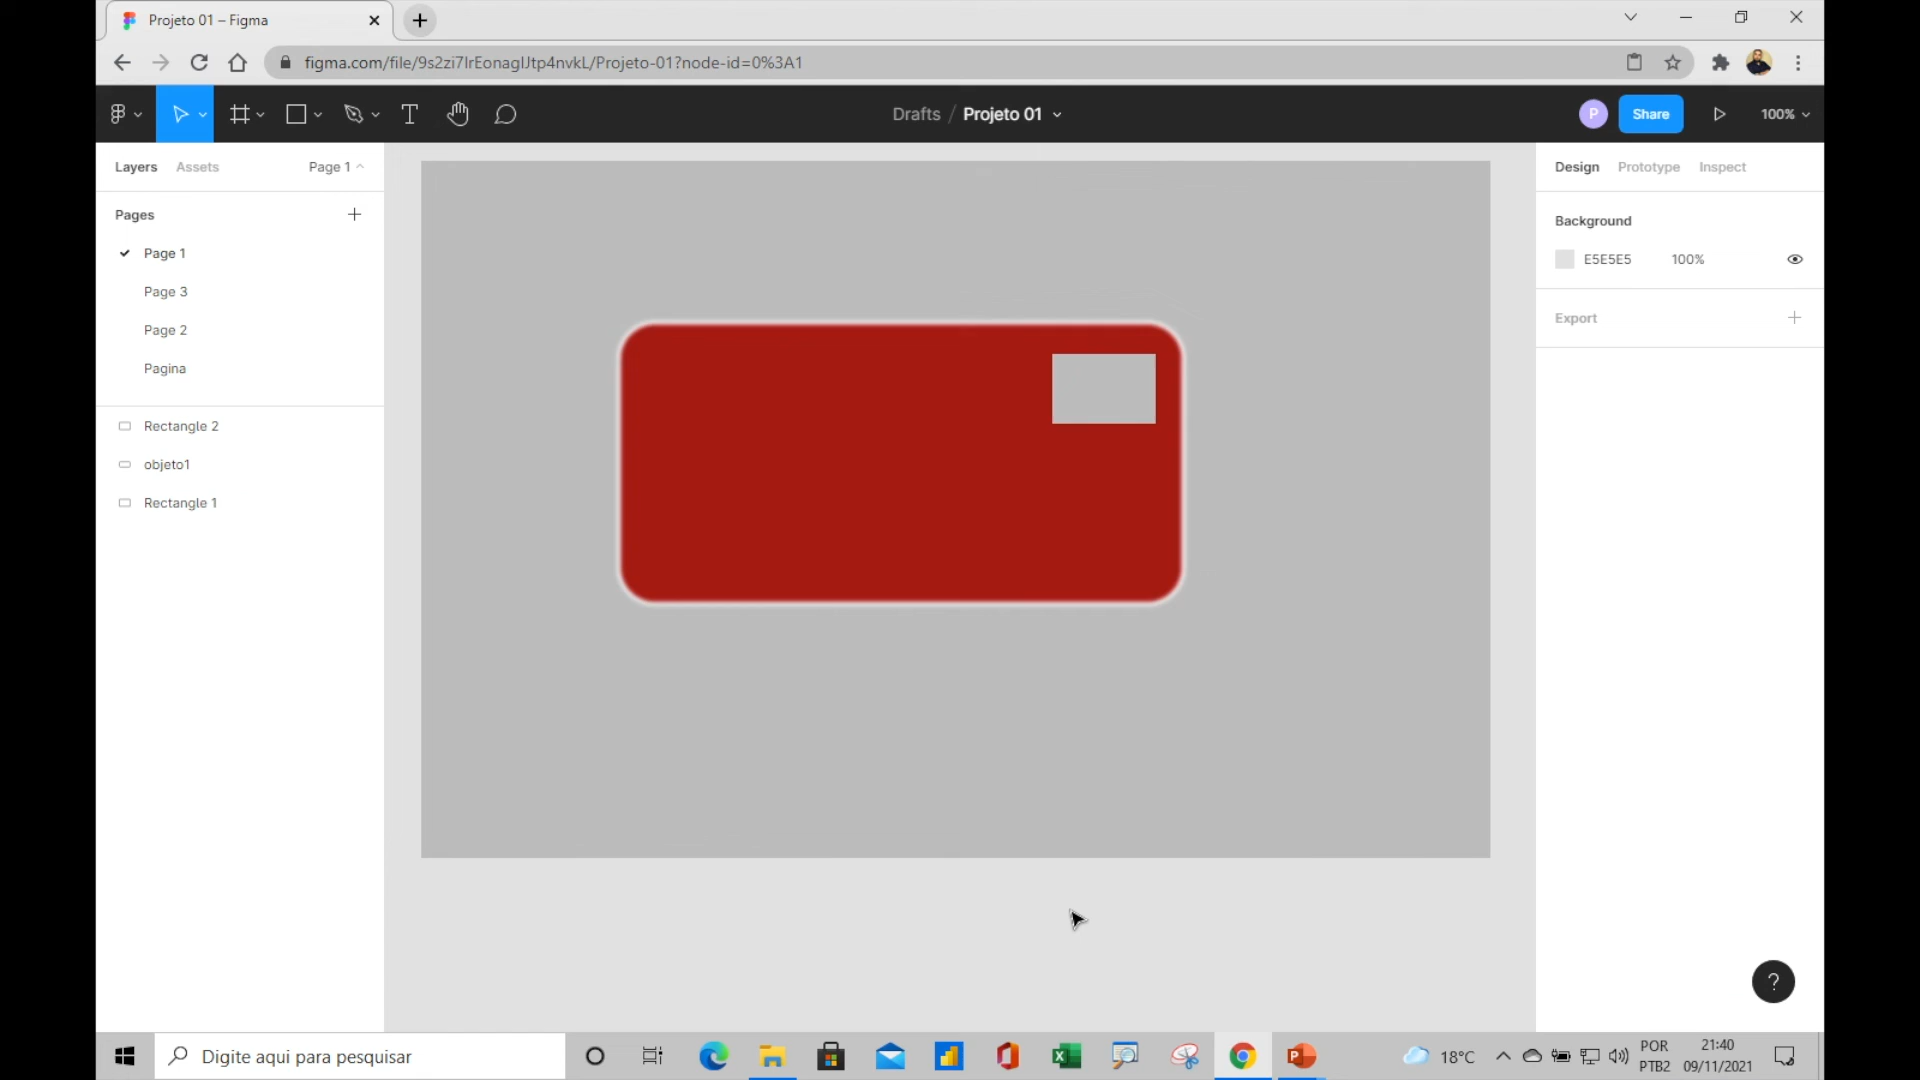 Projeto 01 – Figma
figma.com/file/9s2zi7IrEonagIJtp4nvkL/Projeto-01?node-id=0%3A1
Drafts / Projeto 01
P
Share
100%
Layers Assets Page 1
Pages
Page 1
Page 3
Page 2
Pagina
Rectangle 2
objeto1
Rectangle 1
Design Prototype Inspect
Background
E5E5E5 100%
Export
?
Digite aqui para pesquisar
18°C
POR
PTB2
21:40
09/11/2021